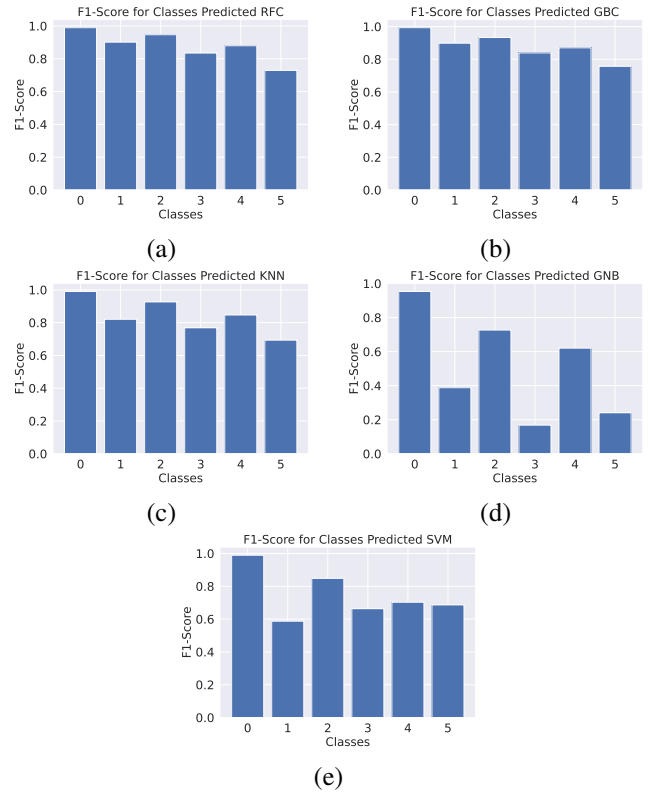 F1-Score for Classes Predicted RFC
F1-Score
1.0
0.8
0.6
0.4
0.2
0.0
0 1 2 3 4 5
Classes
(a)
F1-Score for Classes Predicted GBC
F1-Score
1.0
0.8
0.6
0.4
0.2
0.0
0 1 2 3 4 5
Classes
(b)
F1-Score for Classes Predicted KNN
F1-Score
1.0
0.8
0.6
0.4
0.2
0.0
0 1 2 3 4 5
Classes
(c)
F1-Score for Classes Predicted GNB
F1-Score
1.0
0.8
0.6
0.4
0.2
0.0
0 1 2 3 4 5
Classes
(d)
F1-Score for Classes Predicted SVM
F1-Score
1.0
0.8
0.6
0.4
0.2
0.0
0 1 2 3 4 5
Classes
(e)